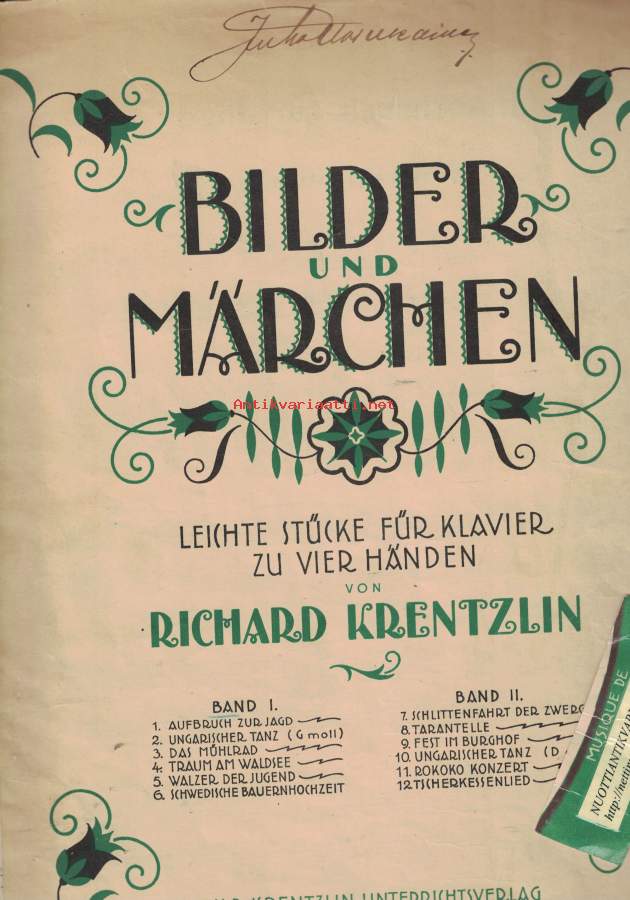 BILDER
UND
MÄRCHEN
Antikvariaatti.net
LEICHTE STÜCKE FÜR KLAVIER
ZU VIER HÄNDEN
VON
RICHARD KRENTZLIN
BAND I.
1. AUFBRUCH ZUR JAGD
2. UNGARISCHER TANZ (G moll)
3. DAS MÜHLRAD
4. TRAUM AM WALDSEE
5. WALZER DER JUGEND
6. SCHWEDISCHE BAUERNHOCHZEIT
BAND II.
7. SCHLITTENFAHRT DER ZWERG
8. TARANTELLE
9. FEST IM BURGHOF
10. UNGARISCHER TANZ (D
11. ROKOKO KONZERT
12. TSCHERKESSENLIED
MUSIQUE DE
NUOTTIANTIKVAR
KRENTZLIN UNTERRICHTSVERLAG